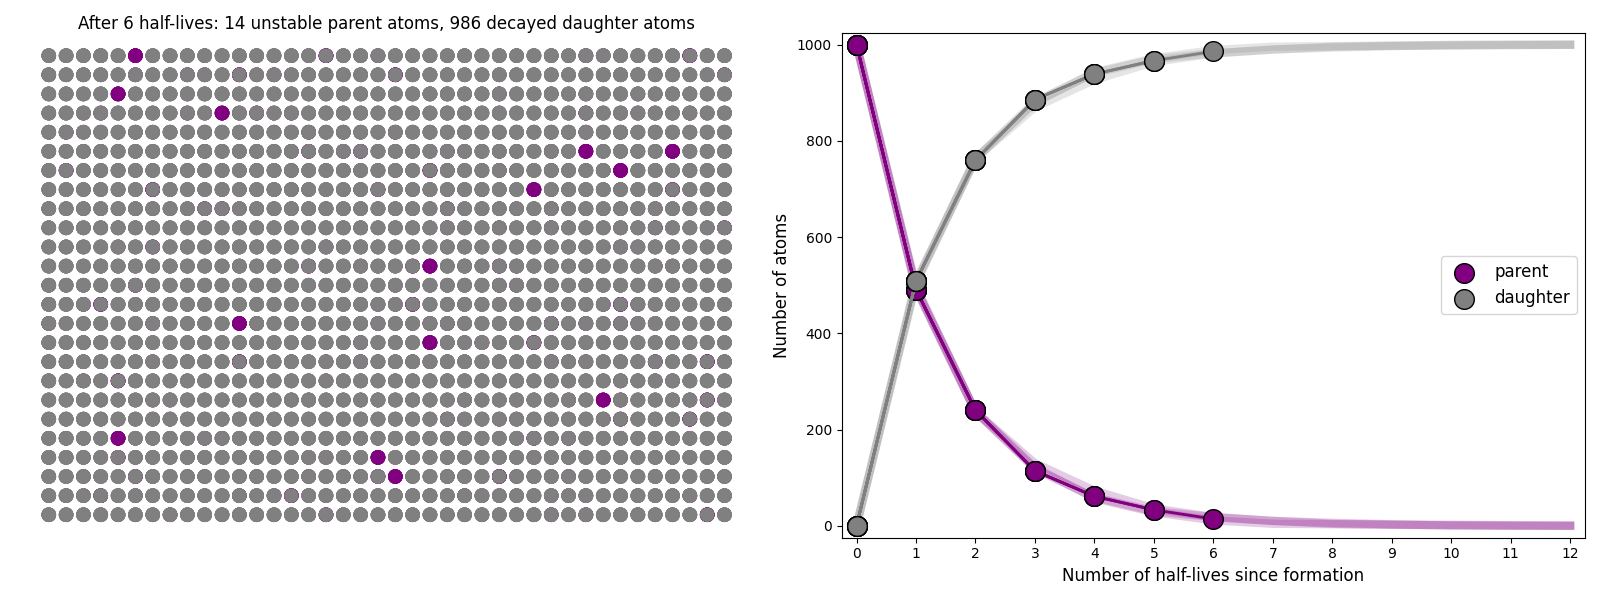 After 6 half-lives: 14 unstable parent atoms, 986 decayed daughter atoms
1000
800
600
400
200
0
Number of atoms
parent
daughter
0 1 2 3 4 5 6 7 8 9 10 11 12
Number of half-lives since formation